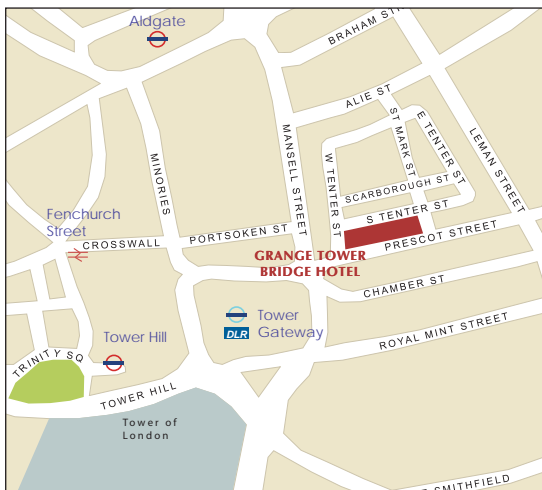 Aldgate
BRAHAM ST
ALIE ST
ST MARK ST
E TENTER ST
LEMAN STREET
MINORIES
MANSELL STREET
W TENTER ST
SCARBOROUGH ST
S TENTER ST
Fenchurch
Street
CROSSWALL
PORTSOKEN ST
PRESCOT STREET
GRANGE TOWER
BRIDGE HOTEL
CHAMBER ST
Tower
Gateway
DLR
ROYAL MINT STREET
Tower Hill
TRINITY SQ
TOWER HILL
Tower of
London
SMITHFIELD